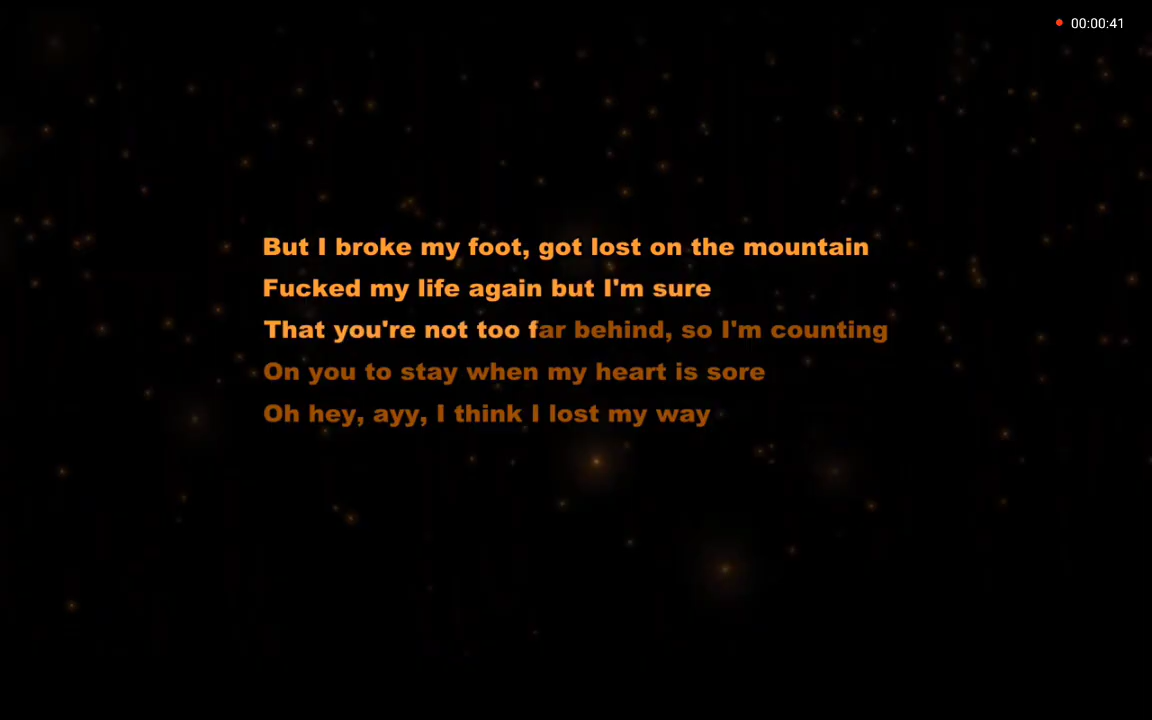 00:00:41
But I broke my foot, got lost on the mountain
Fucked my life again but I'm sure
That you're not too far behind, so I'm counting
On you to stay when my heart is sore
Oh hey, ayy, I think I lost my way